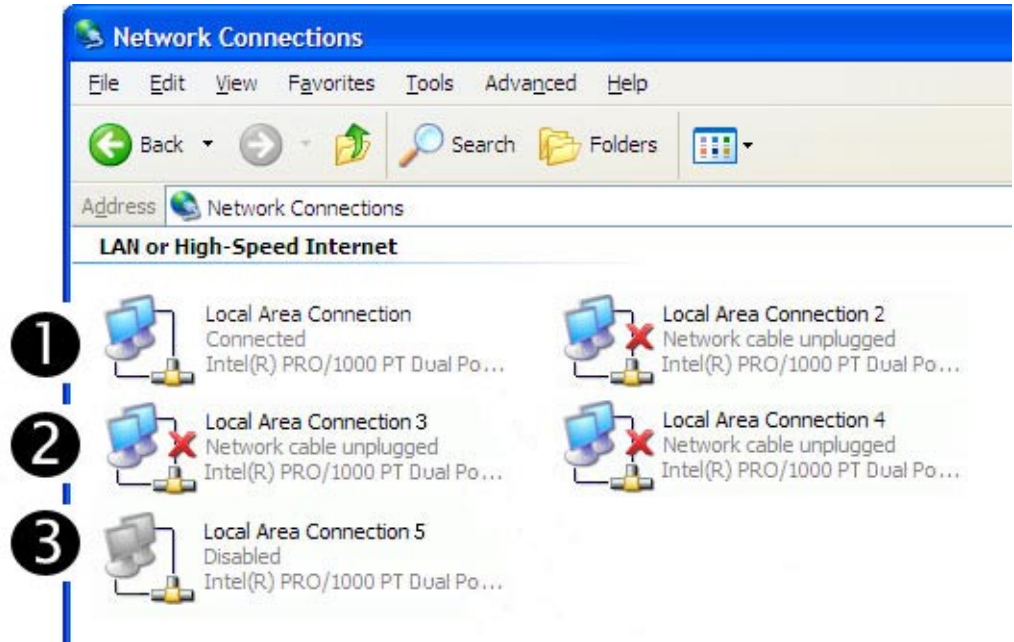 Network Connections
File Edit View Favorites Tools Advanced Help
Back Search Folders
Address Network Connections
LAN or High-Speed Internet
1
Local Area Connection
Connected
Intel(R) PRO/1000 PT Dual Po...
Local Area Connection 2
Network cable unplugged
Intel(R) PRO/1000 PT Dual Po...
2
Local Area Connection 3
Network cable unplugged
Intel(R) PRO/1000 PT Dual Po...
Local Area Connection 4
Network cable unplugged
Intel(R) PRO/1000 PT Dual Po...
3
Local Area Connection 5
Disabled
Intel(R) PRO/1000 PT Dual Po...